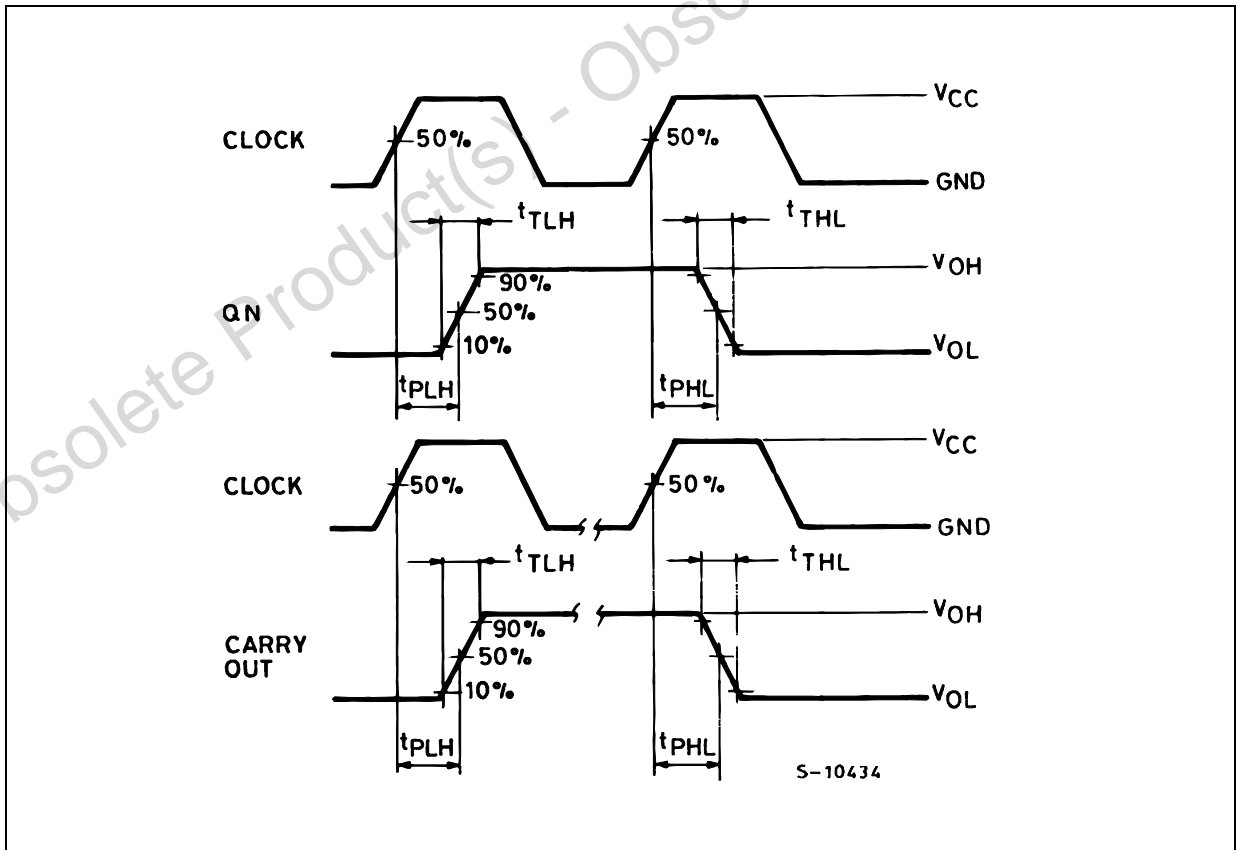 bsolete Product(s) - Obso
VCC
CLOCK
50%
50%
GND
tTLH
tTHL
VOH
90%
QN
50%
10%
VOL
tPLH
tPHL
VCC
CLOCK
50%
50%
GND
tTLH
tTHL
VOH
90%
CARRY
OUT
50%
10%
VOL
tPLH
tPHL
S-10434